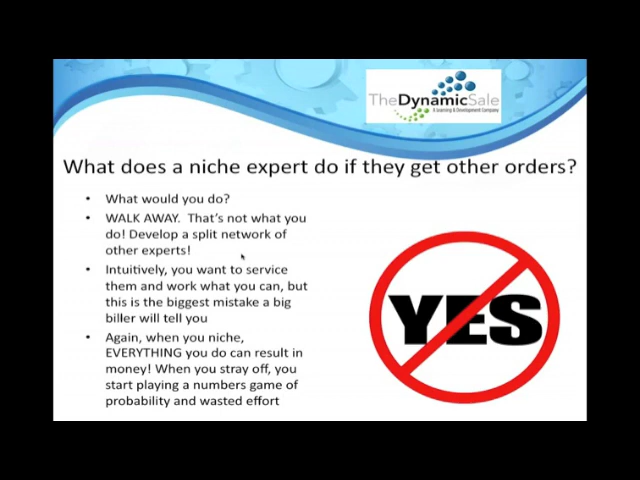 TheDynamicSale
A Learning & Development Company
What does a niche expert do if they get other orders?
• What would you do?
• WALK AWAY. That's not what you
do! Develop a split network of
other experts!
• Intuitively, you want to service
them and work what you can, but
this is the biggest mistake a big
biller will tell you
• Again, when you niche,
EVERYTHING you do can result in
money! When you stray off, you
start playing a numbers game of
probability and wasted effort
YES